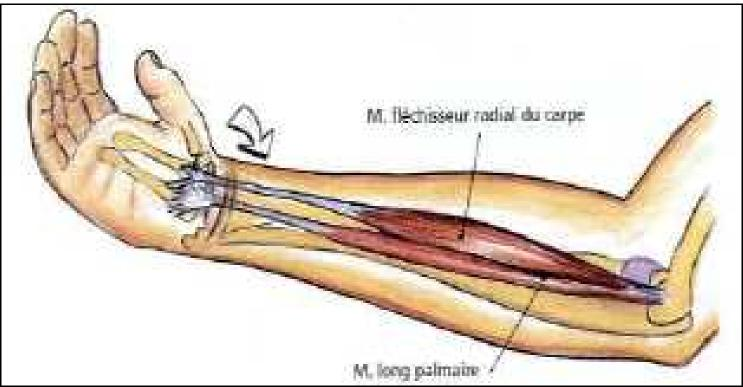 M. fléchisseur radial du carpe
M. long palmaire